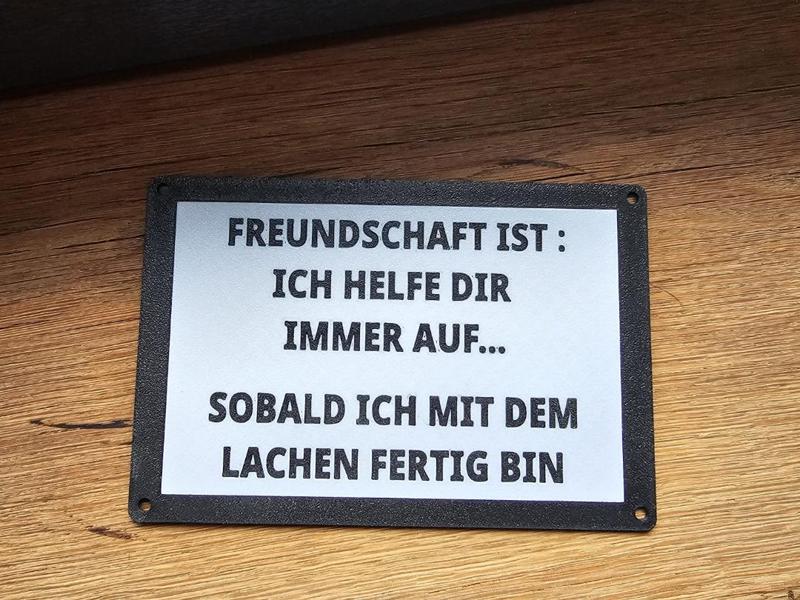 FREUNDSCHAFT IST :
ICH HELFE DIR
IMMER AUF...
SOBALD ICH MIT DEM
LACHEN FERTIG BIN